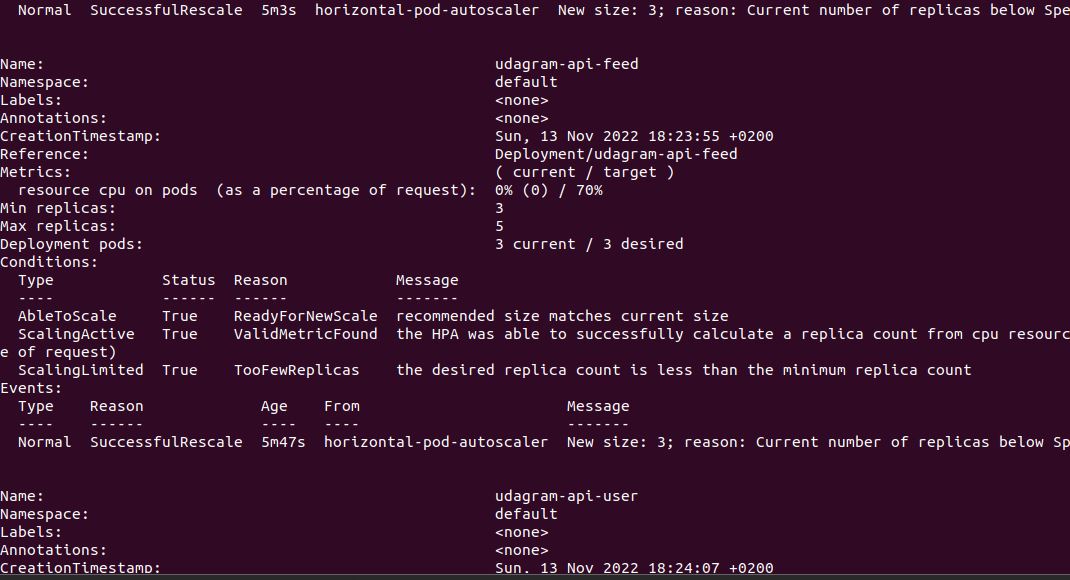 Normal  SuccessfulRescale  5m3s  horizontal-pod-autoscaler  New size: 3; reason: Current number of replicas below Spe
Name:                                                  udagram-api-feed
Namespace:                                             default
Labels:                                                <none>
Annotations:                                           <none>
CreationTimestamp:                                     Sun, 13 Nov 2022 18:23:55 +0200
Reference:                                             Deployment/udagram-api-feed
Metrics:                                               ( current / target )
  resource cpu on pods  (as a percentage of request):  0% (0) / 70%
Min replicas:                                          3
Max replicas:                                          5
Deployment pods:                                       3 current / 3 desired
Conditions:
  Type            Status  Reason            Message
  ----            ------  ------            -------
  AbleToScale     True    ReadyForNewScale  recommended size matches current size
  ScalingActive   True    ValidMetricFound  the HPA was able to successfully calculate a replica count from cpu resourc
e of request)
  ScalingLimited  True    TooFewReplicas    the desired replica count is less than the minimum replica count
Events:
  Type    Reason             Age    From                       Message
  ----    ------             ----   ----                       -------
  Normal  SuccessfulRescale  5m47s  horizontal-pod-autoscaler  New size: 3; reason: Current number of replicas below Sp
Name:                                                  udagram-api-user
Namespace:                                             default
Labels:                                                <none>
Annotations:                                           <none>
CreationTimestamp:                                     Sun, 13 Nov 2022 18:24:07 +0200